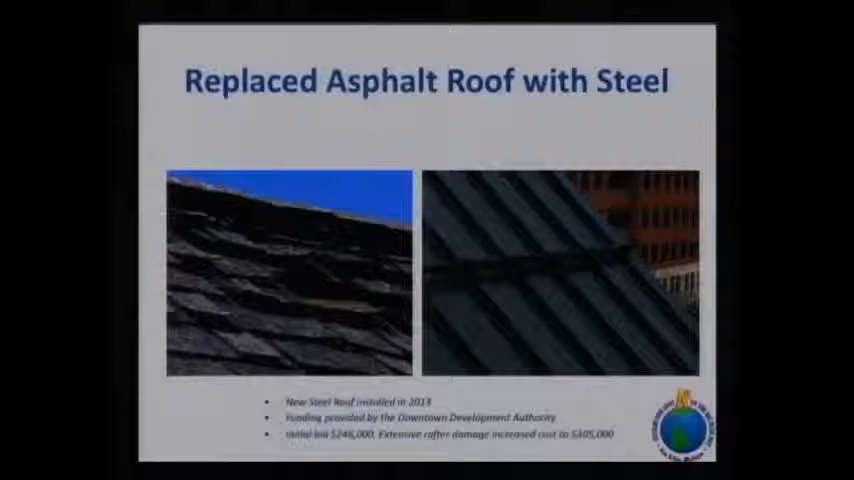 Replaced Asphalt Roof with Steel
• New Steel Roof installed in 2013
• Funding provided by the Downtown Development Authority
• Initial bid $246,000, Extensive rafter damage increased cost to $305,000